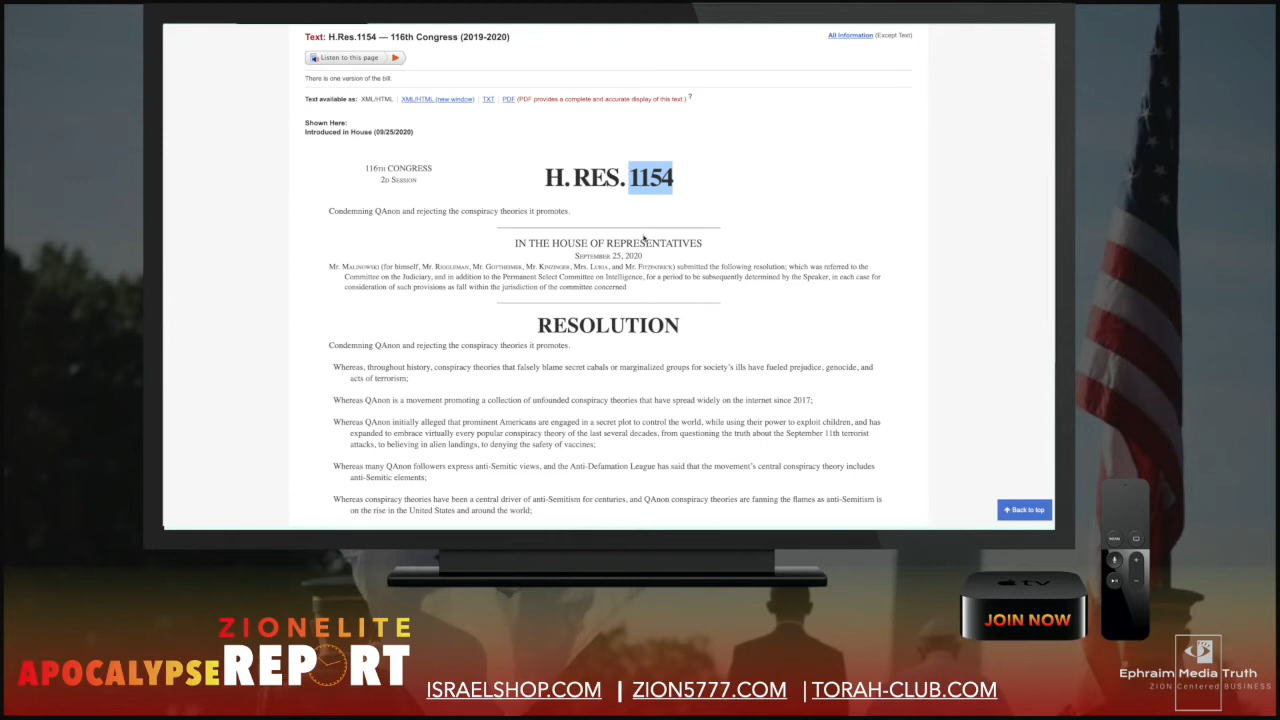 Text: H.Res.1154 — 116th Congress (2019-2020)
All Information (Except Text)
Listen to this page
There is one version of the bill.
Text available as: XML/HTML | XML/HTML (new window) | TXT | PDF (PDF provides a complete and accurate display of this text.) ?
Shown Here:
Introduced in House (09/25/2020)
116TH CONGRESS
2D SESSION
H. RES. 1154
Condemning QAnon and rejecting the conspiracy theories it promotes.
IN THE HOUSE OF REPRESENTATIVES
SEPTEMBER 25, 2020
Mr. MALINOWSKI (for himself, Mr. RIGGLEMAN, Mr. GOTTHEIMER, Mr. KINZINGER, Mrs. LURIA, and Mr. FITZPATRICK) submitted the following resolution; which was referred to the
Committee on the Judiciary, and in addition to the Permanent Select Committee on Intelligence, for a period to be subsequently determined by the Speaker, in each case for
consideration of such provisions as fall within the jurisdiction of the committee concerned
RESOLUTION
Condemning QAnon and rejecting the conspiracy theories it promotes.
Whereas, throughout history, conspiracy theories that falsely blame secret cabals or marginalized groups for society's ills have fueled prejudice, genocide, and
acts of terrorism;
Whereas QAnon is a movement promoting a collection of unfounded conspiracy theories that have spread widely on the internet since 2017;
Whereas QAnon initially alleged that prominent Americans are engaged in a secret plot to control the world, while using their power to exploit children, and has
expanded to embrace virtually every popular conspiracy theory of the last several decades, from questioning the truth about the September 11th terrorist
attacks, to believing in alien landings, to denying the safety of vaccines;
Whereas many QAnon followers express anti-Semitic views, and the Anti-Defamation League has said that the movement's central conspiracy theory includes
anti-Semitic elements;
Whereas conspiracy theories have been a central driver of anti-Semitism for centuries, and QAnon conspiracy theories are fanning the flames as anti-Semitism is
on the rise in the United States and around the world;
Back to top
MENU
tv
JOIN NOW
ZIONELITE
APOCALYPSE REPORT
ISRAELSHOP.COM | ZION5777.COM | TORAH-CLUB.COM
Ephraim Media Truth
ZION Centered BUSINESS